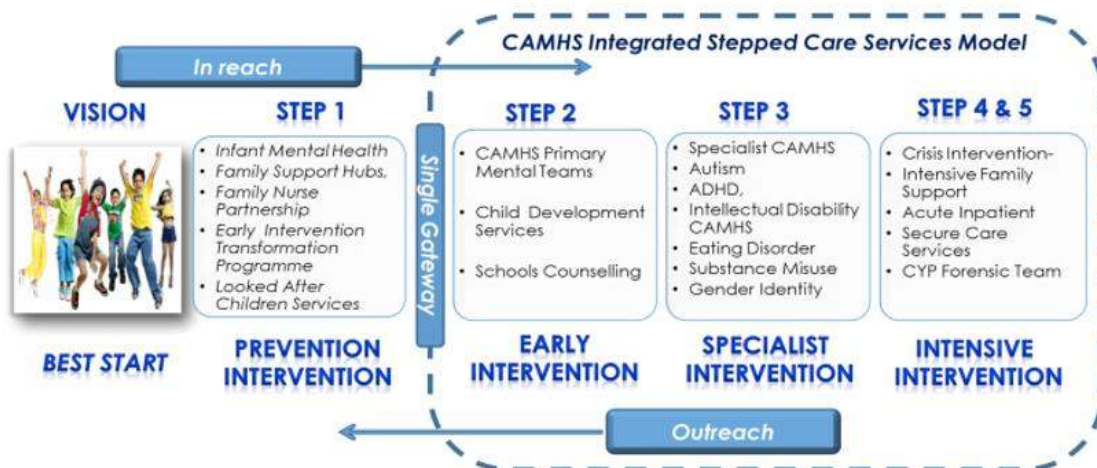 CAMHS Integrated Stepped Care Services Model
In reach
VISION
BEST START
STEP 1
• Infant Mental Health
• Family Support Hubs,
• Family Nurse
Partnership
• Early Intervention
Transformation
Programme
• Looked After
Children Services
PREVENTION
INTERVENTION
Single Gateway
STEP 2
• CAMHS Primary
Mental Teams
• Child Development
Services
• Schools Counselling
EARLY
INTERVENTION
STEP 3
• Specialist CAMHS
• Autism
• ADHD,
• Intellectual Disability
CAMHS
• Eating Disorder
• Substance Misuse
• Gender Identity
SPECIALIST
INTERVENTION
STEP 4 & 5
• Crisis Intervention-
• Intensive Family
Support
• Acute Inpatient
• Secure Care
Services
• CYP Forensic Team
INTENSIVE
INTERVENTION
Outreach